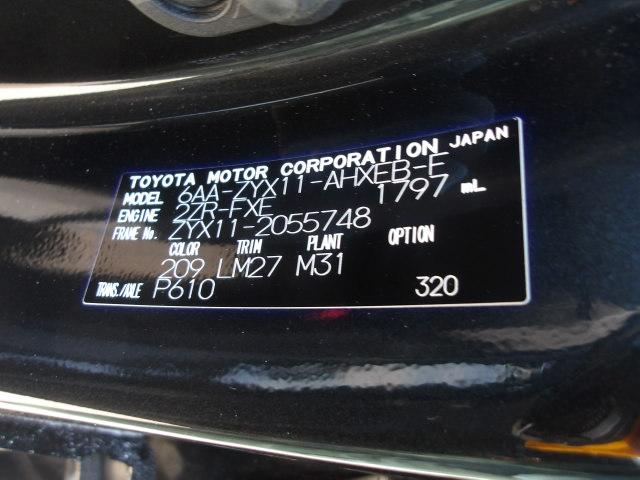 TOYOTA MOTOR CORPORATION JAPAN
MODEL 6AA-ZYX11-AHXEB-E
ENGINE 2ZR-FXE 1797 mL
FRAME No. ZYX11-2055748
COLOR TRIM PLANT OPTION
209 LM27 M31
TRANS./AXLE P610 320